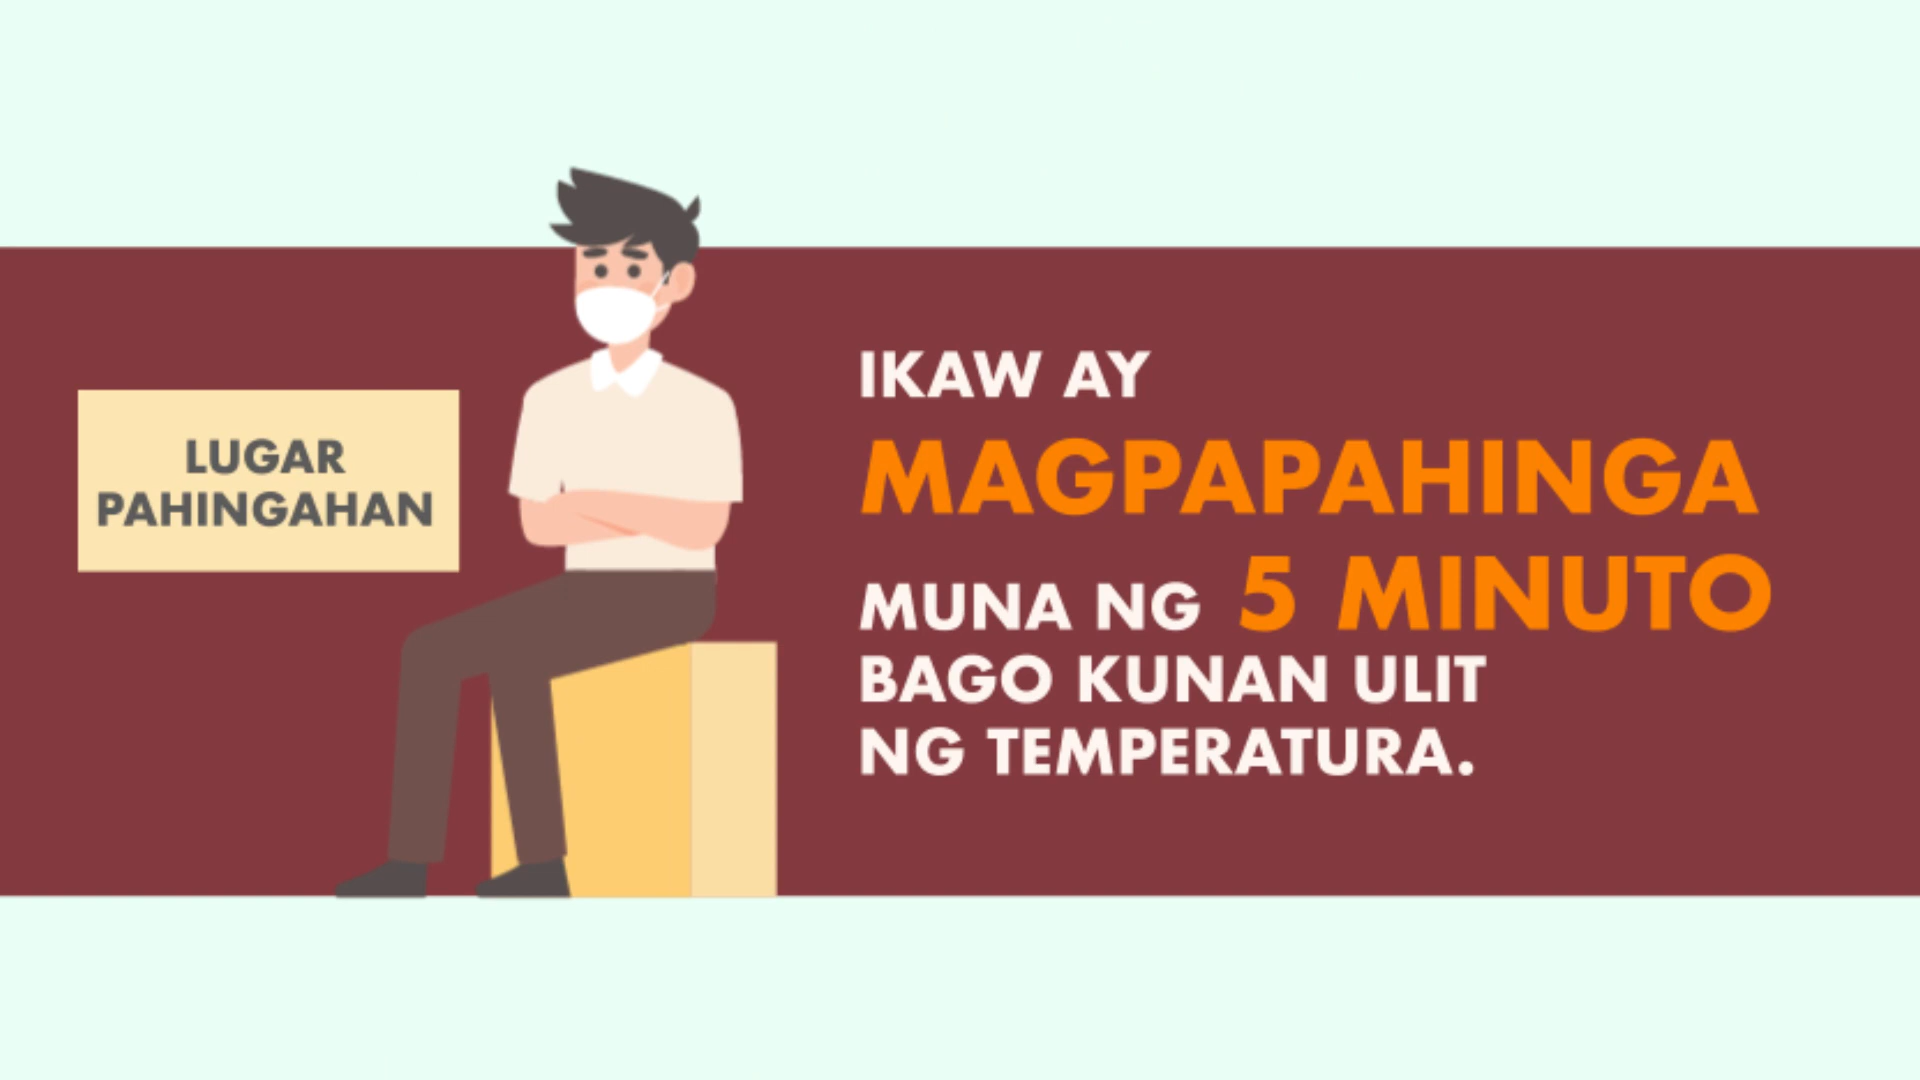 LUGAR
PAHINGAHAN
IKAW AY
MAGPAPAHINGA
MUNA NG 5 MINUTO
BAGO KUNAN ULIT
NG TEMPERATURA.